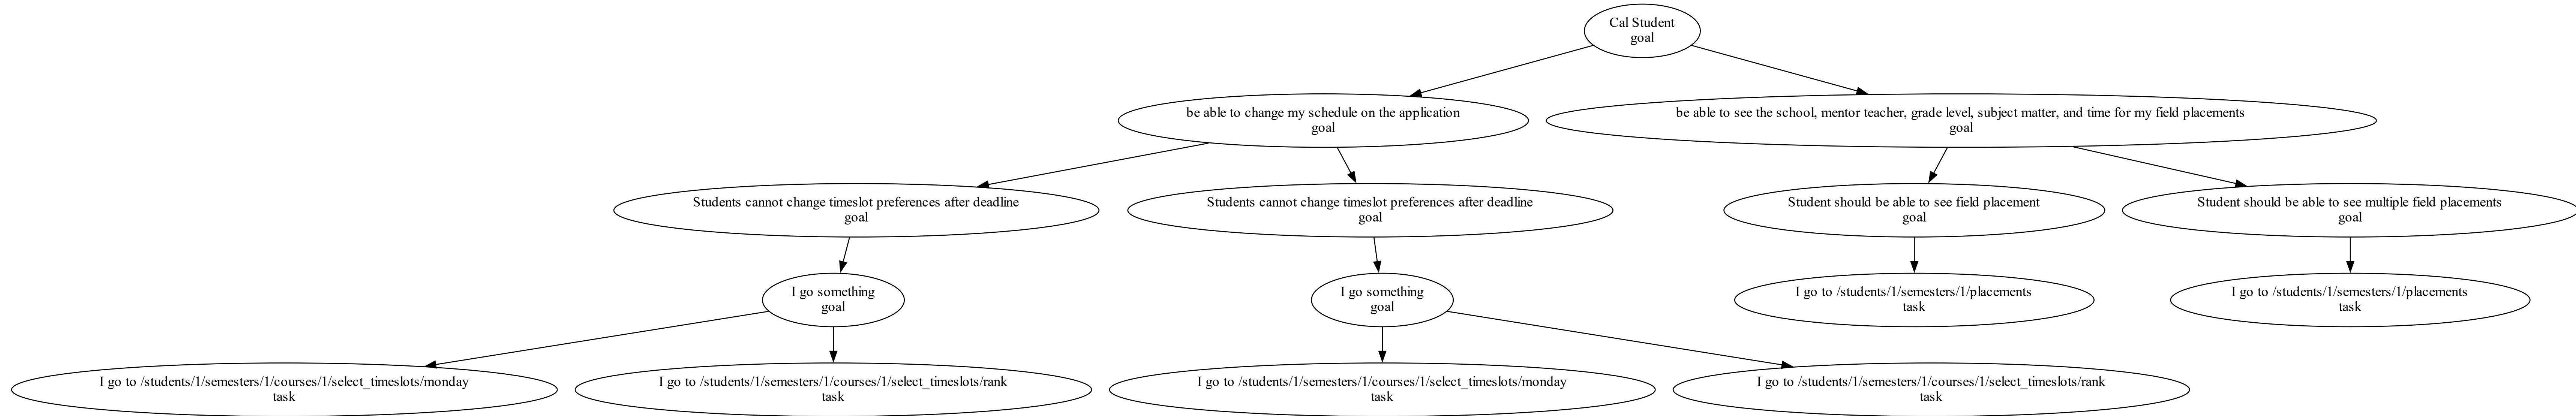 Cal Student
goal
be able to change my schedule on the application
goal
be able to see the school, mentor teacher, grade level, subject matter, and time for my field placements
goal
Students cannot change timeslot preferences after deadline
goal
Students cannot change timeslot preferences after deadline
goal
Student should be able to see field placement
goal
Student should be able to see multiple field placements
goal
I go something
goal
I go something
goal
I go to /students/1/semesters/1/placements
task
I go to /students/1/semesters/1/placements
task
I go to /students/1/semesters/1/courses/1/select_timeslots/monday
task
I go to /students/1/semesters/1/courses/1/select_timeslots/rank
task
I go to /students/1/semesters/1/courses/1/select_timeslots/monday
task
I go to /students/1/semesters/1/courses/1/select_timeslots/rank
task